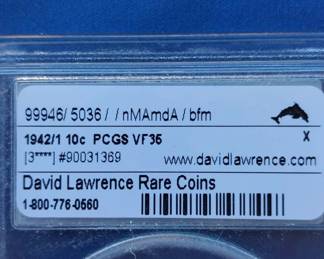 99946/ 5036 / / nMAmdA / bfm
1942/1 10c PCGS VF35 X
[3****] #90031369 www.davidlawrence.com
David Lawrence Rare Coins
1-800-776-0560